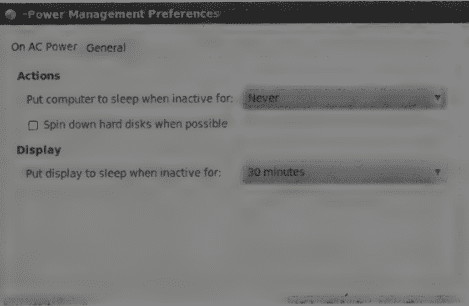 Power Management Preferences
On AC Power General
Actions
Put computer to sleep when inactive for: Never
Spin down hard disks when possible
Display
Put display to sleep when inactive for: 30 minutes